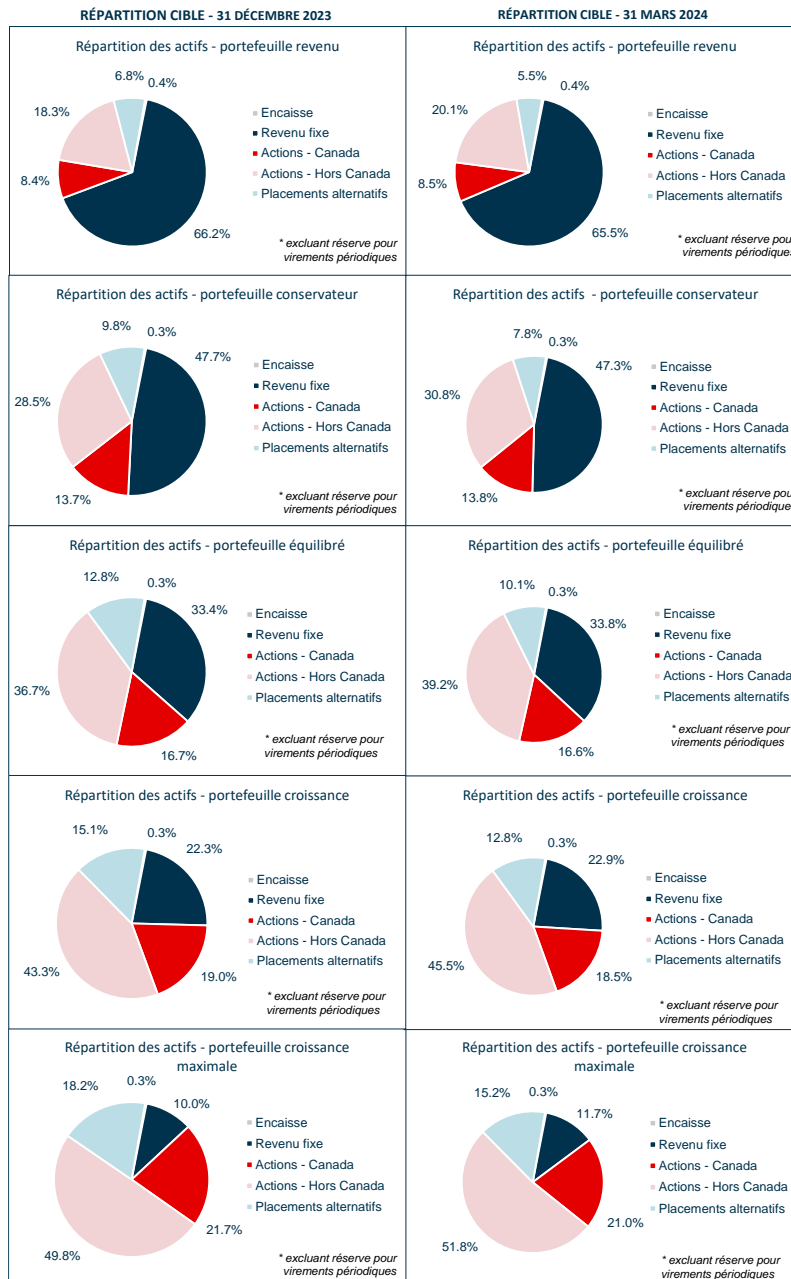 RÉPARTITION CIBLE - 31 DÉCEMBRE 2023
RÉPARTITION CIBLE - 31 MARS 2024
Répartition des actifs - portefeuille revenu
6.8%
0.4%
18.3%
8.4%
66.2%
Encaisse
Revenu fixe
Actions - Canada
Actions - Hors Canada
Placements alternatifs
* excluant réserve pour
virements périodiques
Répartition des actifs - portefeuille revenu
5.5%
0.4%
20.1%
8.5%
65.5%
Encaisse
Revenu fixe
Actions - Canada
Actions - Hors Canada
Placements alternatifs
* excluant réserve pour
virements périodiques
Répartition des actifs - portefeuille conservateur
9.8%
0.3%
47.7%
28.5%
13.7%
Encaisse
Revenu fixe
Actions - Canada
Actions - Hors Canada
Placements alternatifs
* excluant réserve pour
virements périodiques
Répartition des actifs - portefeuille conservateur
7.8%
0.3%
47.3%
30.8%
13.8%
Encaisse
Revenu fixe
Actions - Canada
Actions - Hors Canada
Placements alternatifs
* excluant réserve pour
virements périodiques
Répartition des actifs - portefeuille équilibré
12.8%
0.3%
33.4%
36.7%
16.7%
Encaisse
Revenu fixe
Actions - Canada
Actions - Hors Canada
Placements alternatifs
* excluant réserve pour
virements périodiques
Répartition des actifs - portefeuille équilibré
10.1%
0.3%
33.8%
39.2%
16.6%
Encaisse
Revenu fixe
Actions - Canada
Actions - Hors Canada
Placements alternatifs
* excluant réserve pour
virements périodiques
Répartition des actifs - portefeuille croissance
15.1%
0.3%
22.3%
43.3%
19.0%
Encaisse
Revenu fixe
Actions - Canada
Actions - Hors Canada
Placements alternatifs
* excluant réserve pour
virements périodiques
Répartition des actifs - portefeuille croissance
12.8%
0.3%
22.9%
45.5%
18.5%
Encaisse
Revenu fixe
Actions - Canada
Actions - Hors Canada
Placements alternatifs
* excluant réserve pour
virements périodiques
Répartition des actifs - portefeuille croissance
maximale
18.2%
0.3%
10.0%
49.8%
21.7%
Encaisse
Revenu fixe
Actions - Canada
Actions - Hors Canada
Placements alternatifs
* excluant réserve pour
virements périodiques
Répartition des actifs - portefeuille croissance
maximale
15.2%
0.3%
11.7%
51.8%
21.0%
Encaisse
Revenu fixe
Actions - Canada
Actions - Hors Canada
Placements alternatifs
* excluant réserve pour
virements périodiques